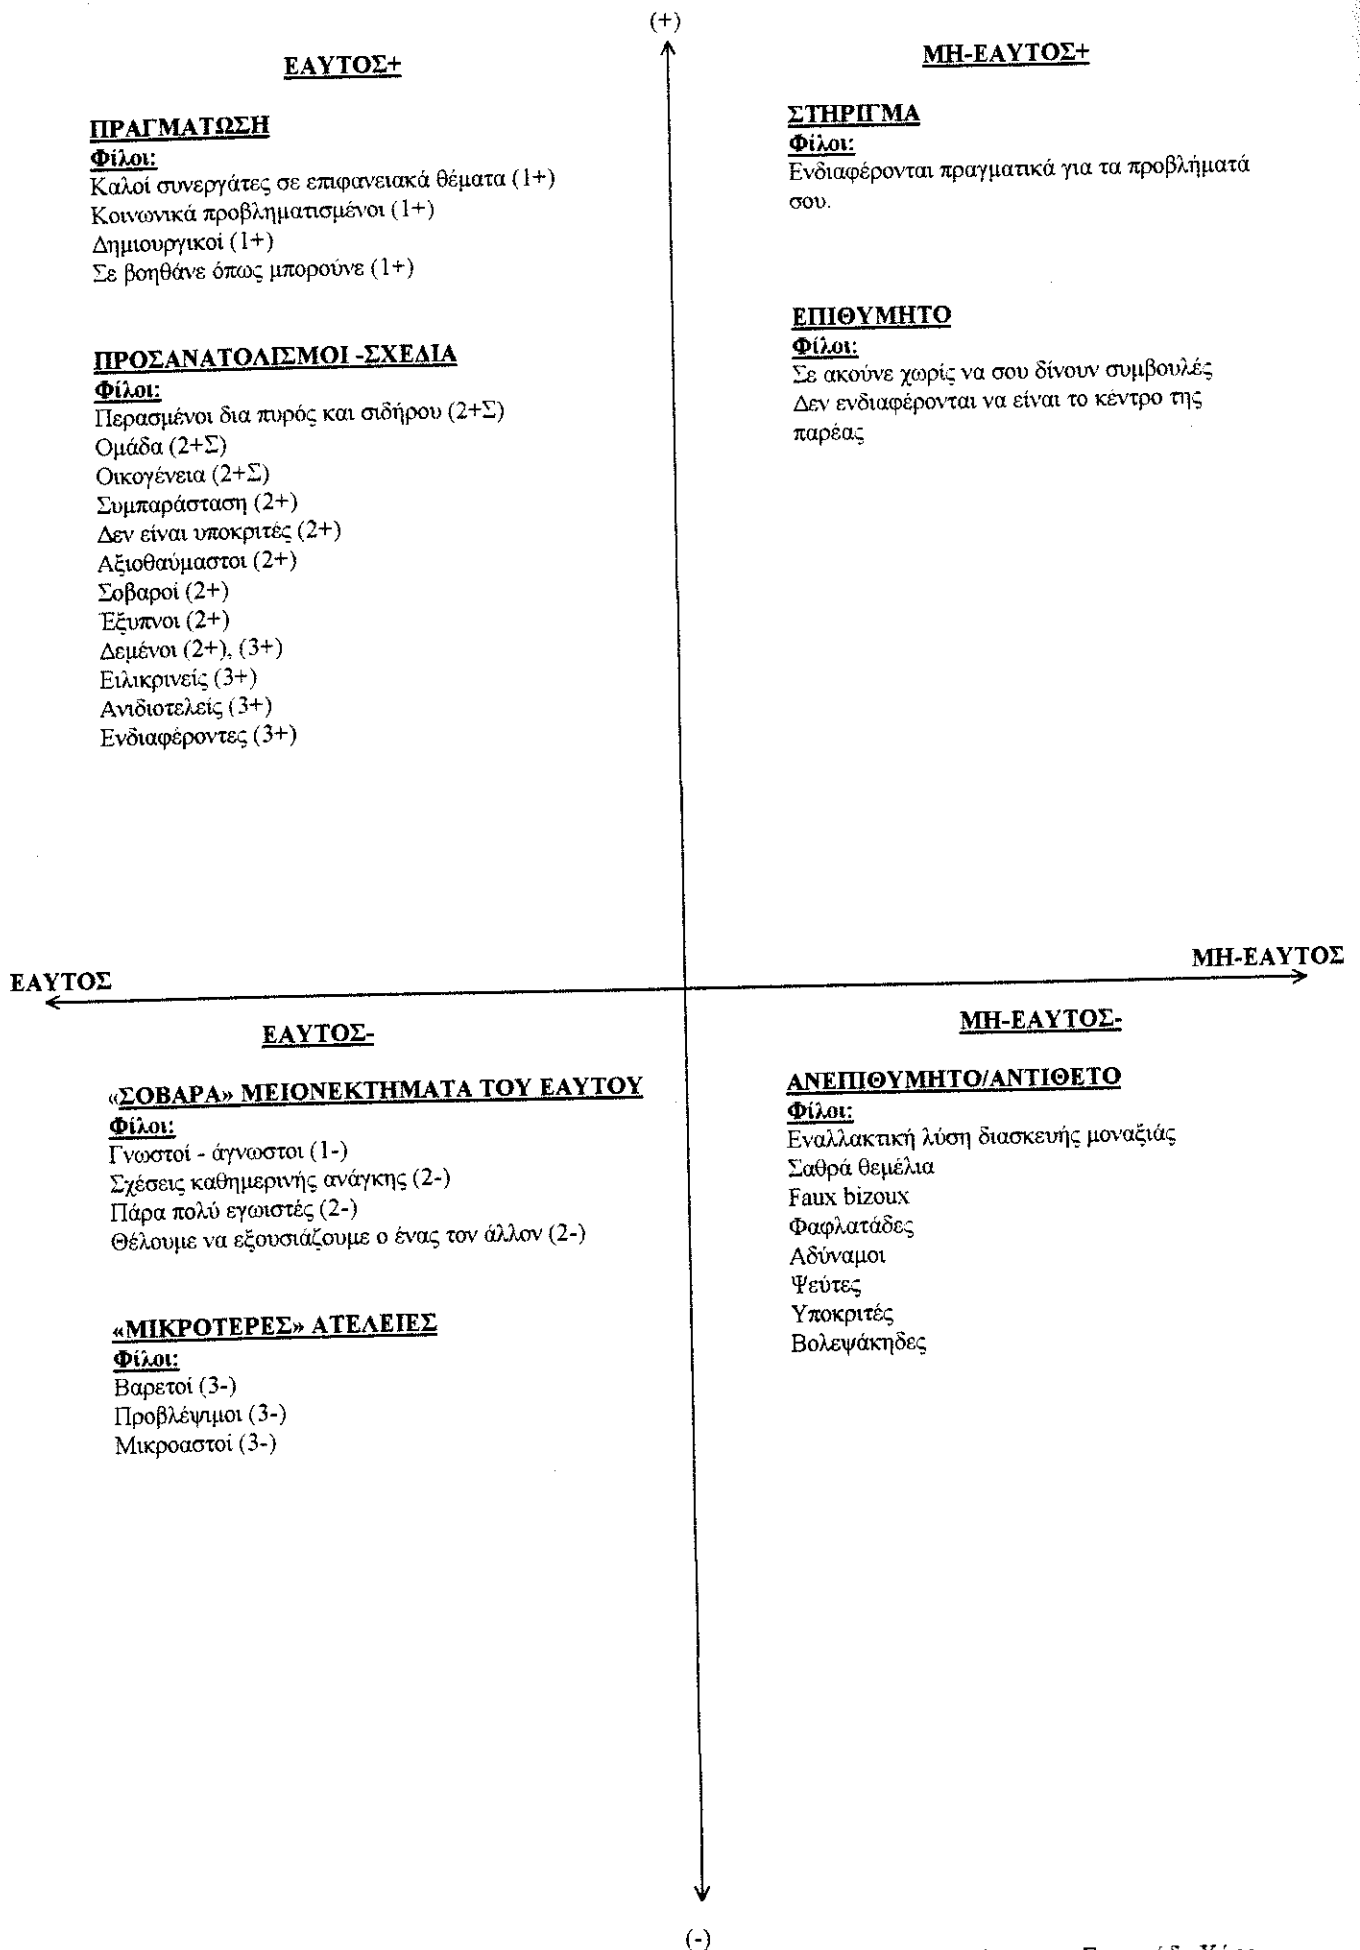 (+)
ΕΑΥΤΟΣ+
ΠΡΑΓΜΑΤΩΣΗ
Φίλοι:
Καλοί συνεργάτες σε επιφανειακά θέματα (1+)
Κοινωνικά προβληματισμένοι (1+)
Δημιουργικοί (1+)
Σε βοηθάνε όπως μπορούνε (1+)
ΠΡΟΣΑΝΑΤΟΛΙΣΜΟΙ -ΣΧΕΔΙΑ
Φίλοι:
Περασμένοι δια πυρός και σιδήρου (2+Σ)
Ομάδα (2+Σ)
Οικογένεια (2+Σ)
Συμπαράσταση (2+)
Δεν είναι υποκριτές (2+)
Αξιοθαύμαστοι (2+)
Σοβαροί (2+)
Έξυπνοι (2+)
Δεμένοι (2+), (3+)
Ειλικρινείς (3+)
Ανιδιοτελείς (3+)
Ενδιαφέροντες (3+)
ΜΗ-ΕΑΥΤΟΣ+
ΣΤΗΡΙΓΜΑ
Φίλοι:
Ενδιαφέρονται πραγματικά για τα προβλήματά
σου.
ΕΠΙΘΥΜΗΤΟ
Φίλοι:
Σε ακούνε χωρίς να σου δίνουν συμβουλές
Δεν ενδιαφέρονται να είναι το κέντρο της
παρέας
ΕΑΥΤΟΣ
ΜΗ-ΕΑΥΤΟΣ
ΕΑΥΤΟΣ-
«ΣΟΒΑΡΑ» ΜΕΙΟΝΕΚΤΗΜΑΤΑ ΤΟΥ ΕΑΥΤΟΥ
Φίλοι:
Γνωστοί - άγνωστοι (1-)
Σχέσεις καθημερινής ανάγκης (2-)
Πάρα πολύ εγωιστές (2-)
Θέλουμε να εξουσιάζουμε ο ένας τον άλλον (2-)
«ΜΙΚΡΟΤΕΡΕΣ» ΑΤΕΛΕΙΕΣ
Φίλοι:
Βαρετοί (3-)
Προβλέψιμοι (3-)
Μικροαστοί (3-)
ΜΗ-ΕΑΥΤΟΣ-
ΑΝΕΠΙΘΥΜΗΤΟ/ΑΝΤΙΘΕΤΟ
Φίλοι:
Εναλλακτική λύση διασκευής μοναξιάς
Σαθρά θεμέλια
Faux bizoux
Φαφλατάδες
Αδύναμοι
Ψεύτες
Υποκριτές
Βολεψάκηδες
(-)